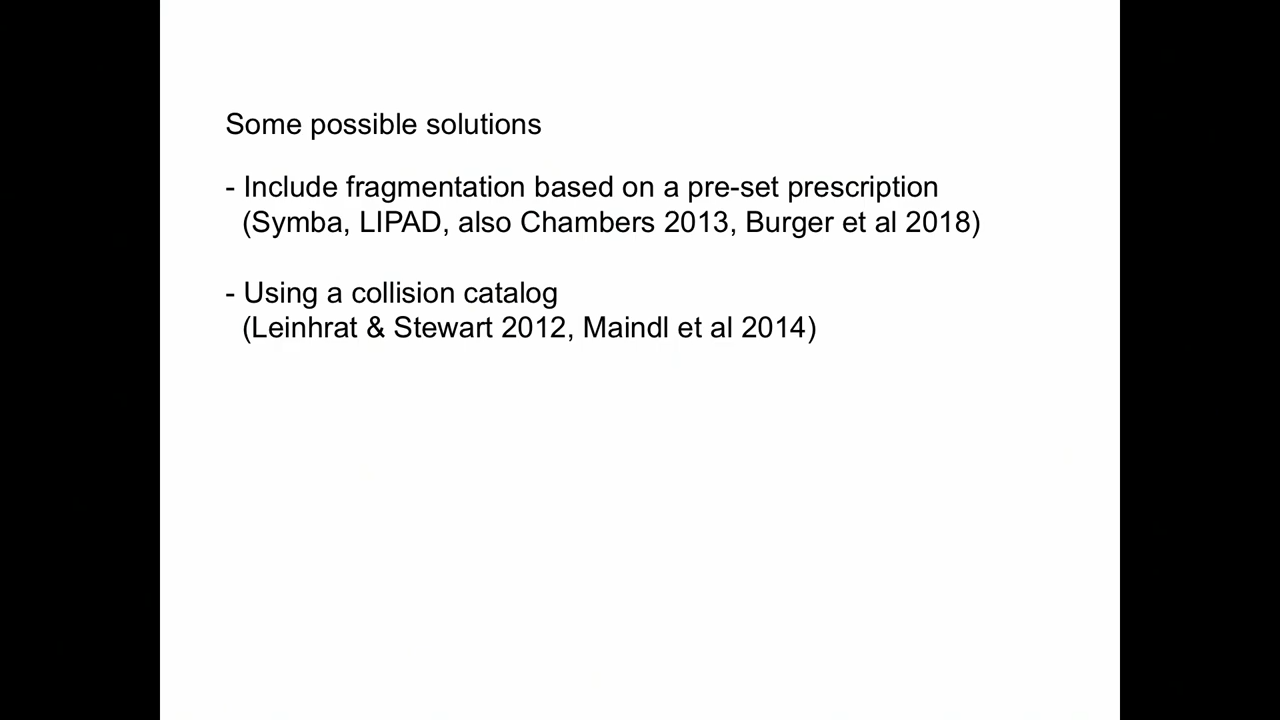 Some possible solutions
- Include fragmentation based on a pre-set prescription
(Symba, LIPAD, also Chambers 2013, Burger et al 2018)
- Using a collision catalog
(Leinhrat & Stewart 2012, Maindl et al 2014)